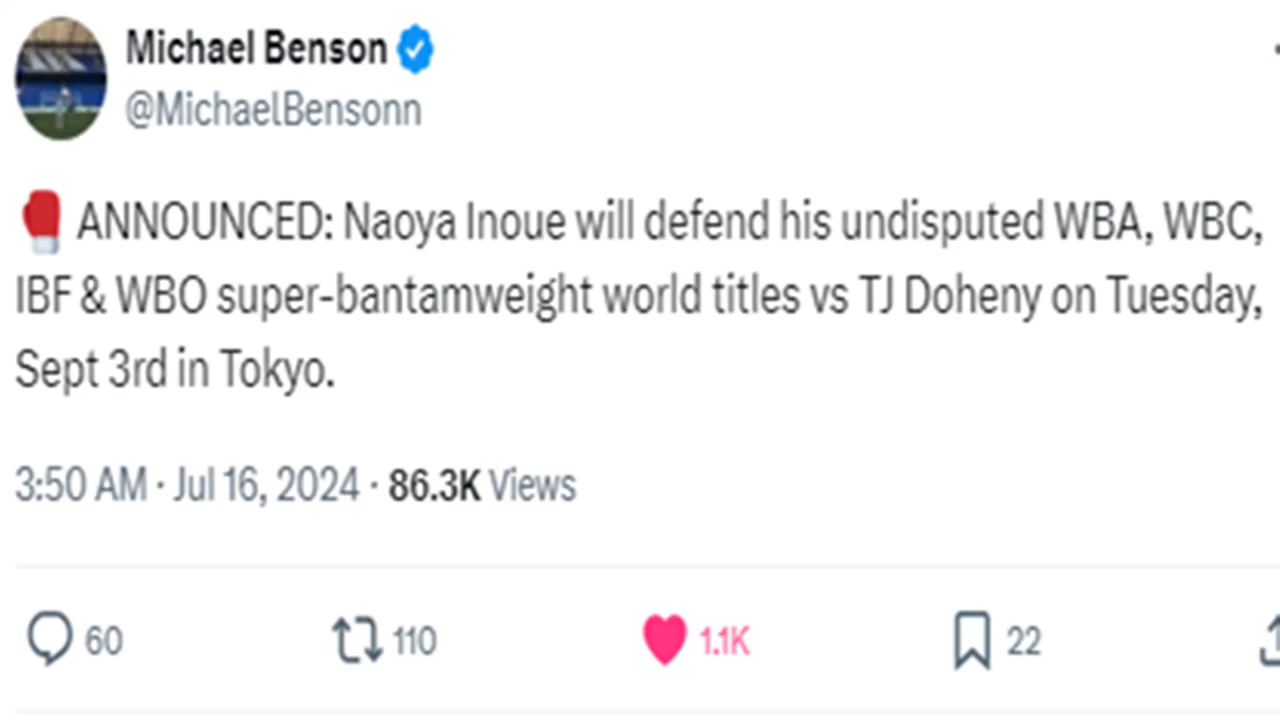 Michael Benson
@MichaelBensonn
🥊 ANNOUNCED: Naoya Inoue will defend his undisputed WBA, WBC,
IBF & WBO super-bantamweight world titles vs TJ Doheny on Tuesday,
Sept 3rd in Tokyo.
3:50 AM · Jul 16, 2024 · 86.3K Views
60 110 1.1K 22